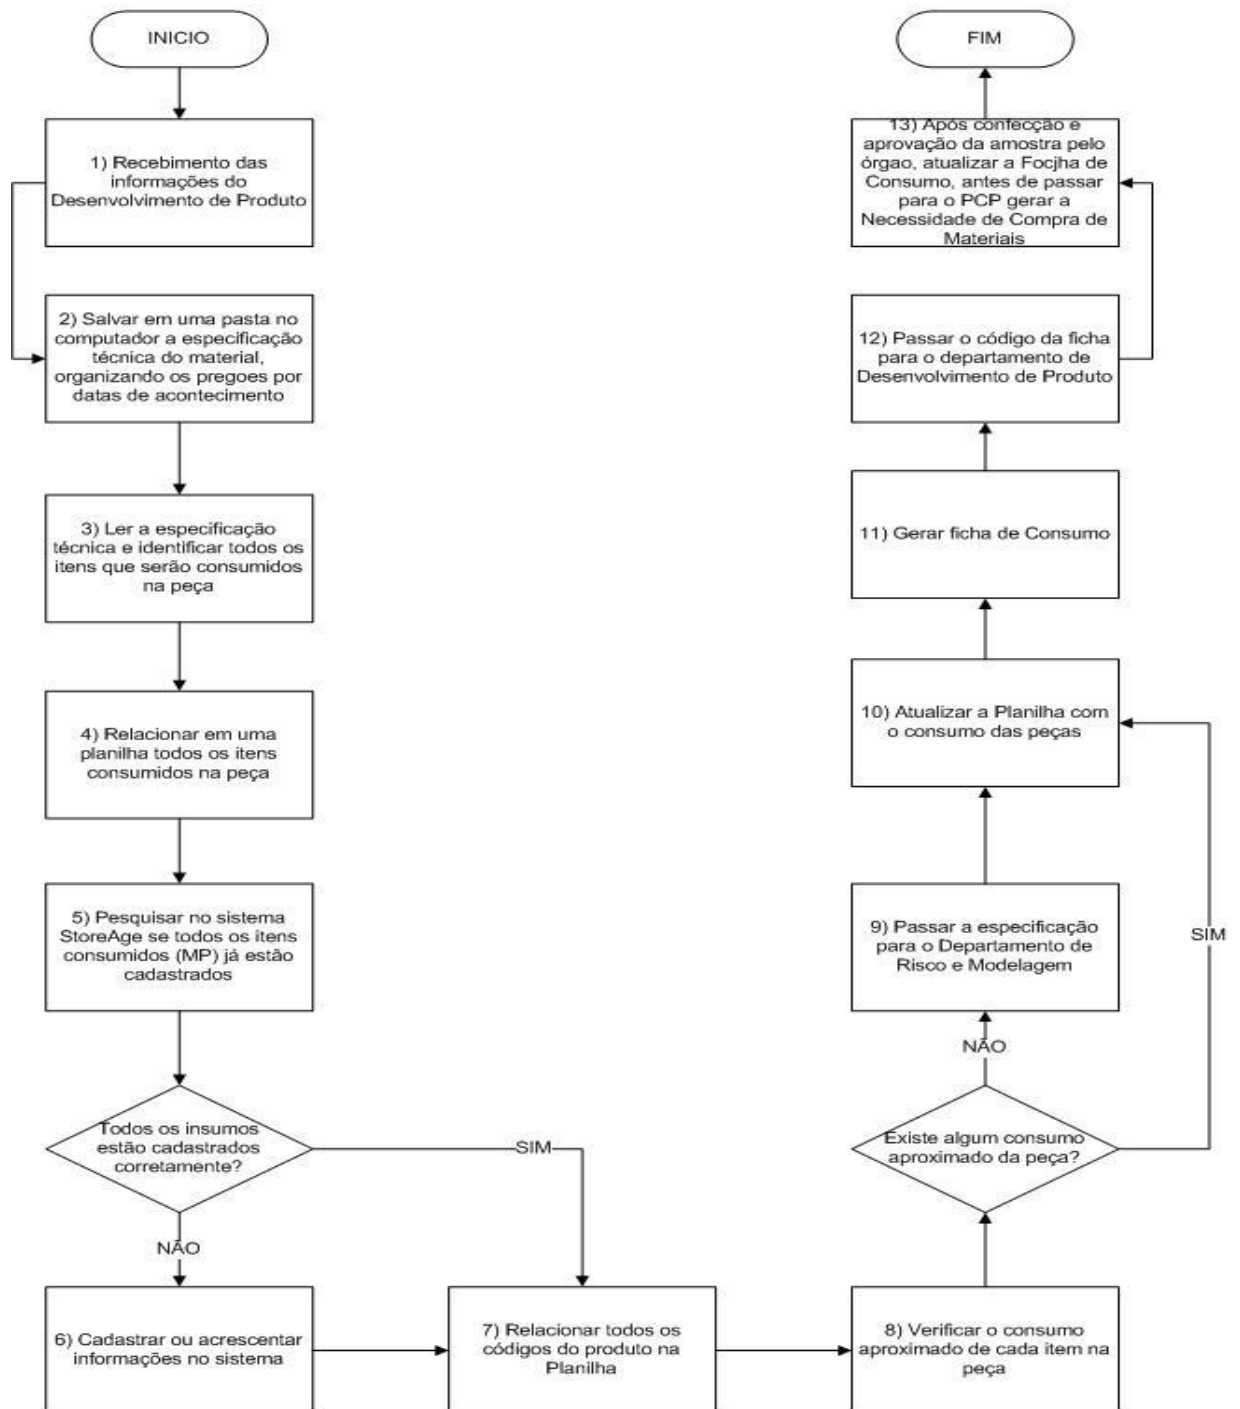 INICIO
1) Recebimento das
informações do
Desenvolvimento de Produto
2) Salvar em uma pasta no
computador a especificação
técnica do material,
organizando os pregoes por
datas de acontecimento
3) Ler a especificação
técnica e identificar todos os
itens que serão consumidos
na peça
4) Relacionar em uma
planilha todos os itens
consumidos na peça
5) Pesquisar no sistema
StoreAge se todos os itens
consumidos (MP) já estão
cadastrados
Todos os insumos
estão cadastrados
corretamente?
SIM
NÃO
6) Cadastrar ou acrescentar
informações no sistema
7) Relacionar todos os
códigos do produto na
Planilha
8) Verificar o consumo
aproximado de cada item na
peça
Existe algum consumo
aproximado da peça?
NÃO
SIM
9) Passar a especificação
para o Departamento de
Risco e Modelagem
10) Atualizar a Planilha com
o consumo das peças
11) Gerar ficha de Consumo
12) Passar o código da ficha
para o departamento de
Desenvolvimento de Produto
13) Após confecção e
aprovação da amostra pelo
órgao, atualizar a Focjha de
Consumo, antes de passar
para o PCP gerar a
Necessidade de Compra de
Materiais
FIM